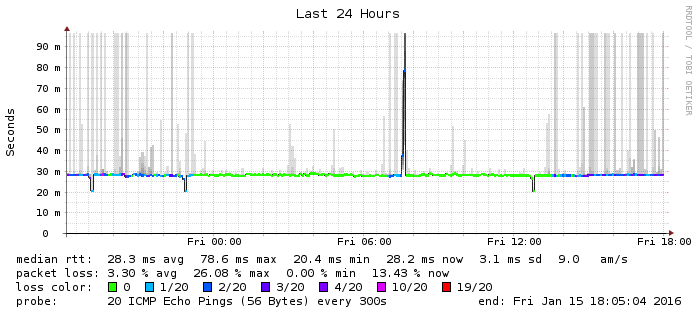 Last 24 Hours
RRDTOOL / TOBI OETIKER
Seconds
90 m
80 m
70 m
60 m
50 m
40 m
30 m
20 m
10 m
0
Fri 00:00 Fri 06:00 Fri 12:00 Fri 18:00
median rtt: 28.3 ms avg 78.6 ms max 20.4 ms min 28.2 ms now 3.1 ms sd 9.0 am/s
packet loss: 3.30 % avg 26.08 % max 0.00 % min 13.43 % now
loss color: 0 1/20 2/20 3/20 4/20 10/20 19/20
probe: 20 ICMP Echo Pings (56 Bytes) every 300s end: Fri Jan 15 18:05:04 2016